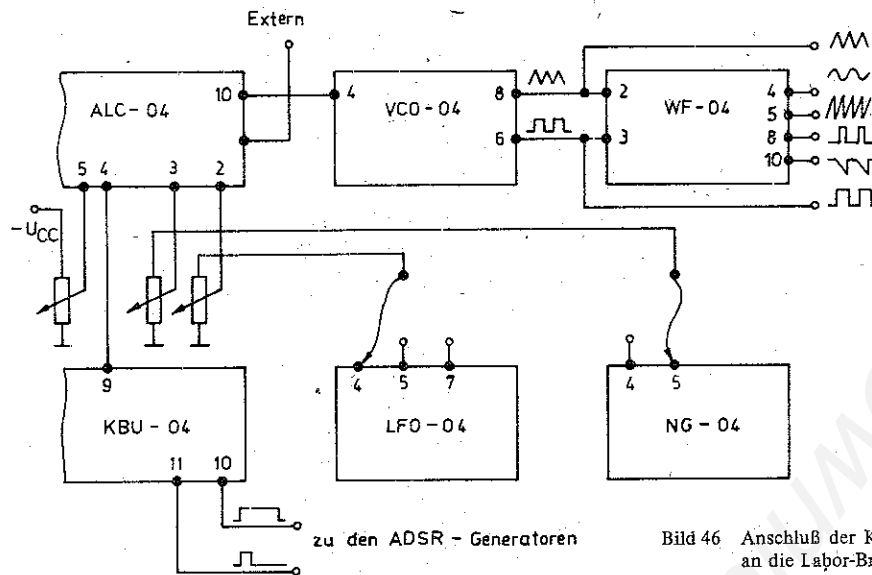 Extern
10
ALC-04
5 4 3 2
4
VCO-04
8
6
2
3
WF-04
4
5
8
10
-UCC
9
KBU-04
11 10
4 5 7
LFO-04
4 5
NG-04
zu den ADSR-Generatoren
Bild 46 Anschluß der K
an die Labor-Br